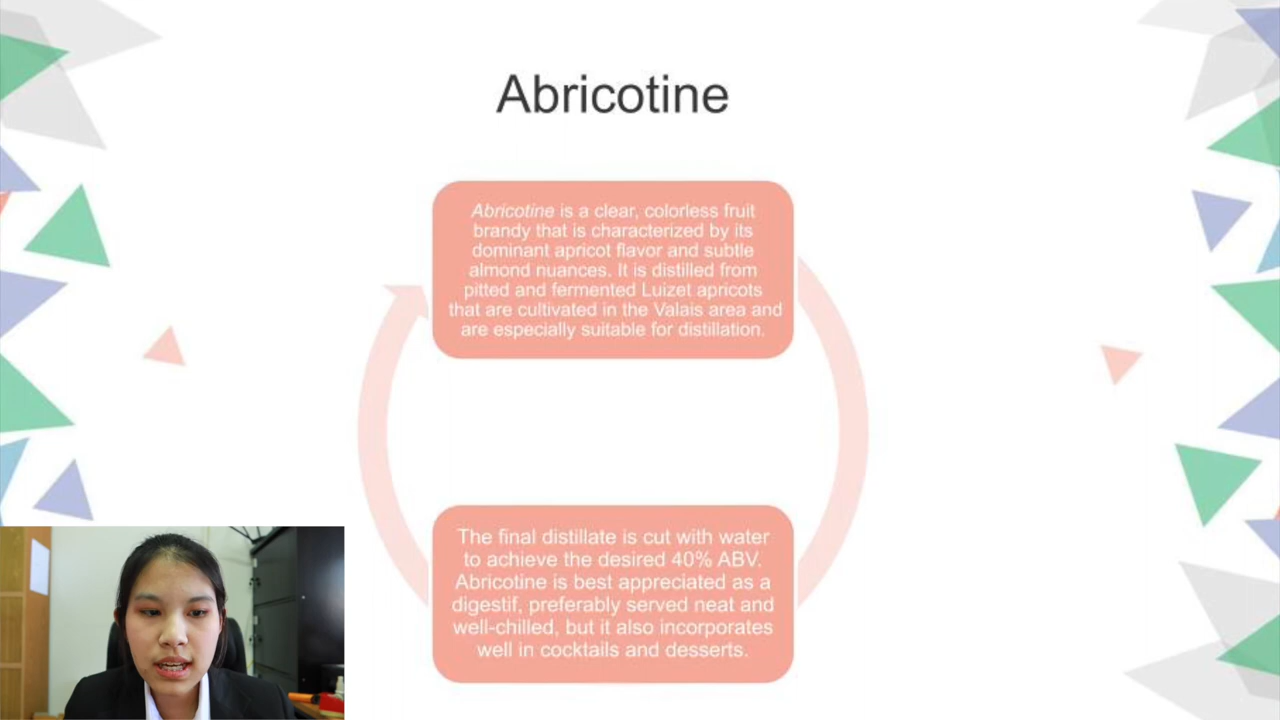 Abricotine
Abricotine is a clear, colorless fruit
brandy that is characterized by its
dominant apricot flavor and subtle
almond nuances. It is distilled from
pitted and fermented Luizet apricots
that are cultivated in the Valais area and
are especially suitable for distillation.
The final distillate is cut with water
to achieve the desired 40% ABV.
Abricotine is best appreciated as a
digestif, preferably served neat and
well-chilled, but it also incorporates
well in cocktails and desserts.